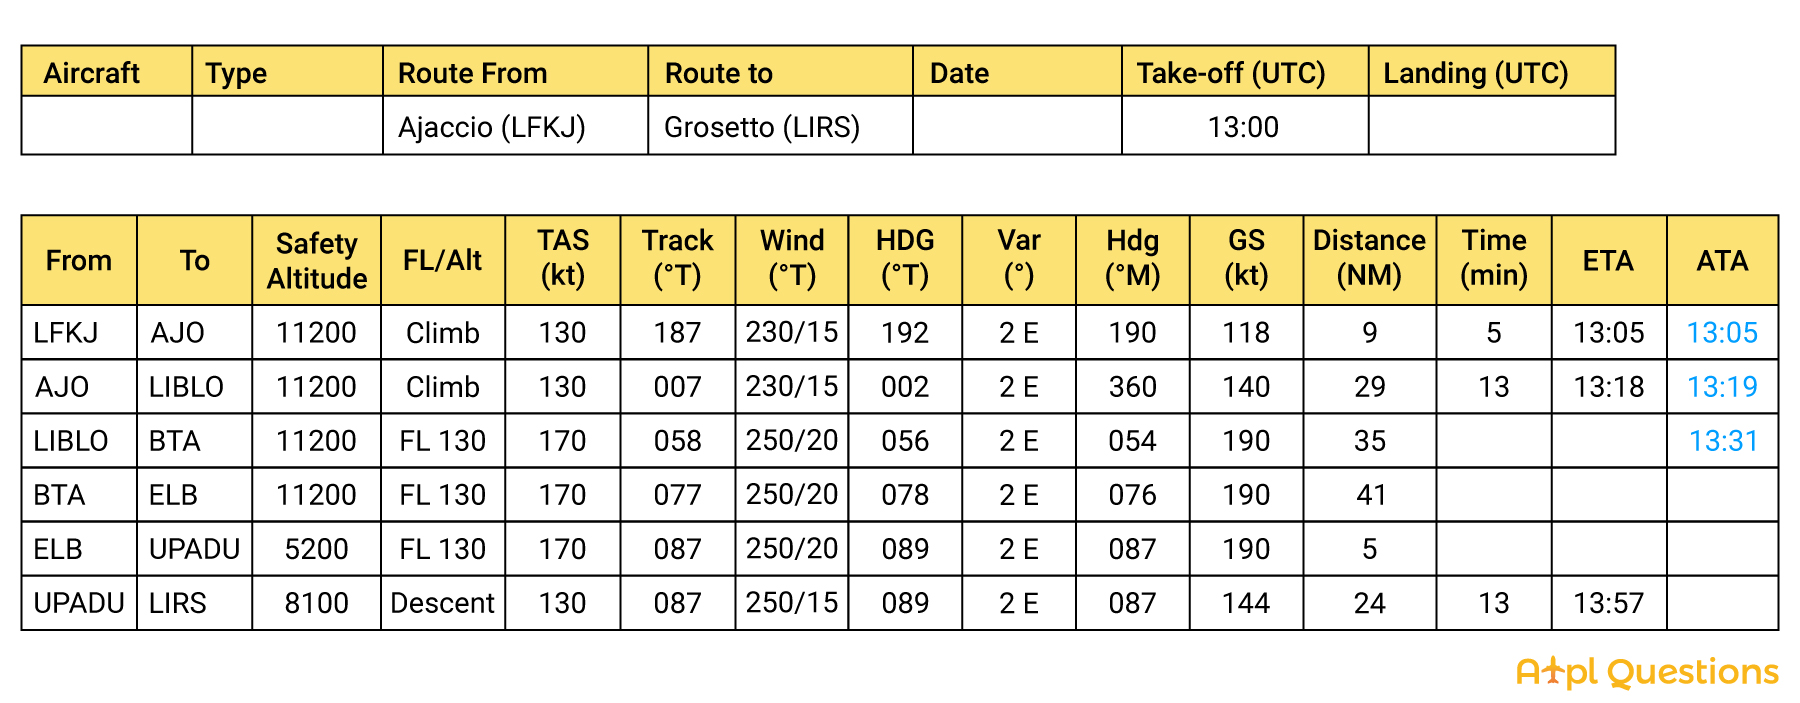 Aircraft Type Route From Route to Date Take-off (UTC) Landing (UTC)
Ajaccio (LFKJ) Grosetto (LIRS) 13:00
From To Safety Altitude FL/Alt TAS (kt) Track (°T) Wind (°T) HDG (°T) Var (°) Hdg (°M) GS (kt) Distance (NM) Time (min) ETA ATA
LFKJ AJO 11200 Climb 130 187 230/15 192 2 E 190 118 9 5 13:05 13:05
AJO LIBLO 11200 Climb 130 007 230/15 002 2 E 360 140 29 13 13:18 13:19
LIBLO BTA 11200 FL 130 170 058 250/20 056 2 E 054 190 35 13:31
BTA ELB 11200 FL 130 170 077 250/20 078 2 E 076 190 41
ELB UPADU 5200 FL 130 170 087 250/20 089 2 E 087 190 5
UPADU LIRS 8100 Descent 130 087 250/15 089 2 E 087 144 24 13 13:57
Atpl Questions